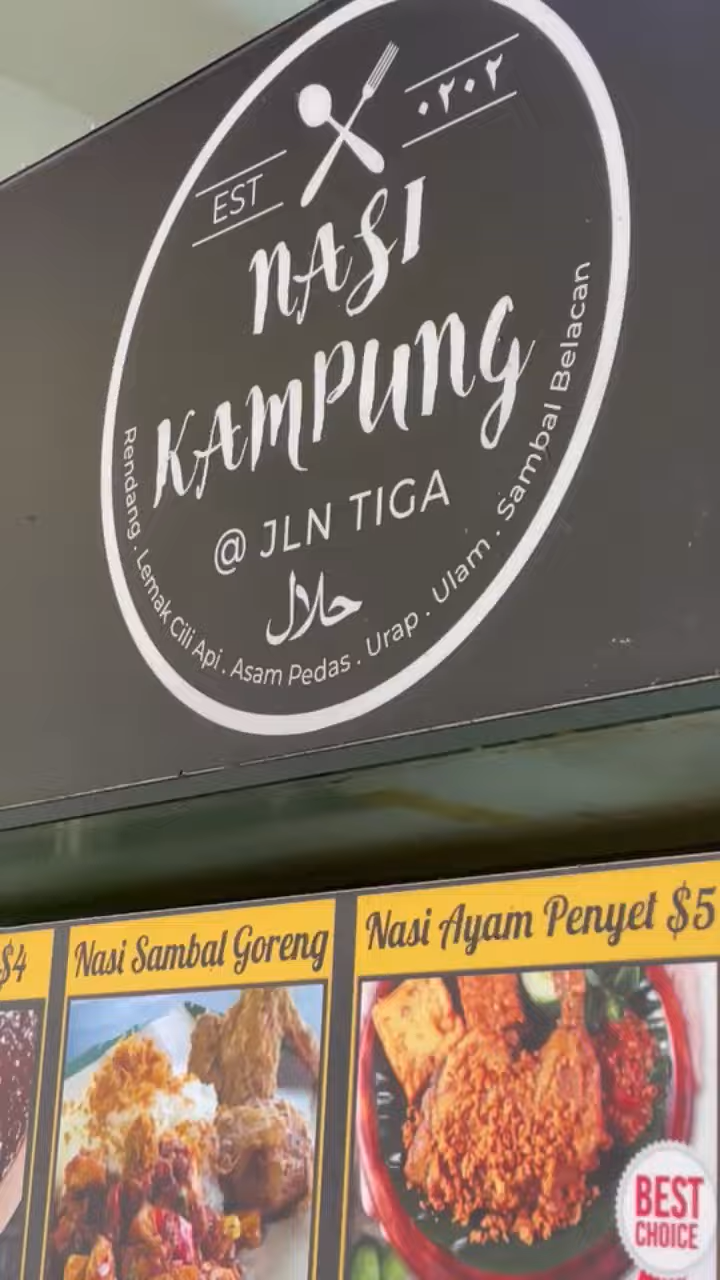 EST
٠٢٠٢
NASI
KAMPUNG
@ JLN TIGA
حلال
Rendang . Lemak Cili Api . Asam Pedas . Urap . Ulam . Sambal Belacan
$4
Nasi Sambal Goreng
Nasi Ayam Penyet $5
BEST
CHOICE